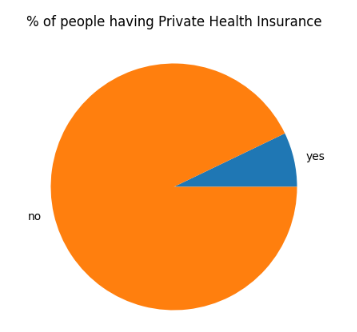 % of people having Private Health Insurance
yes
no